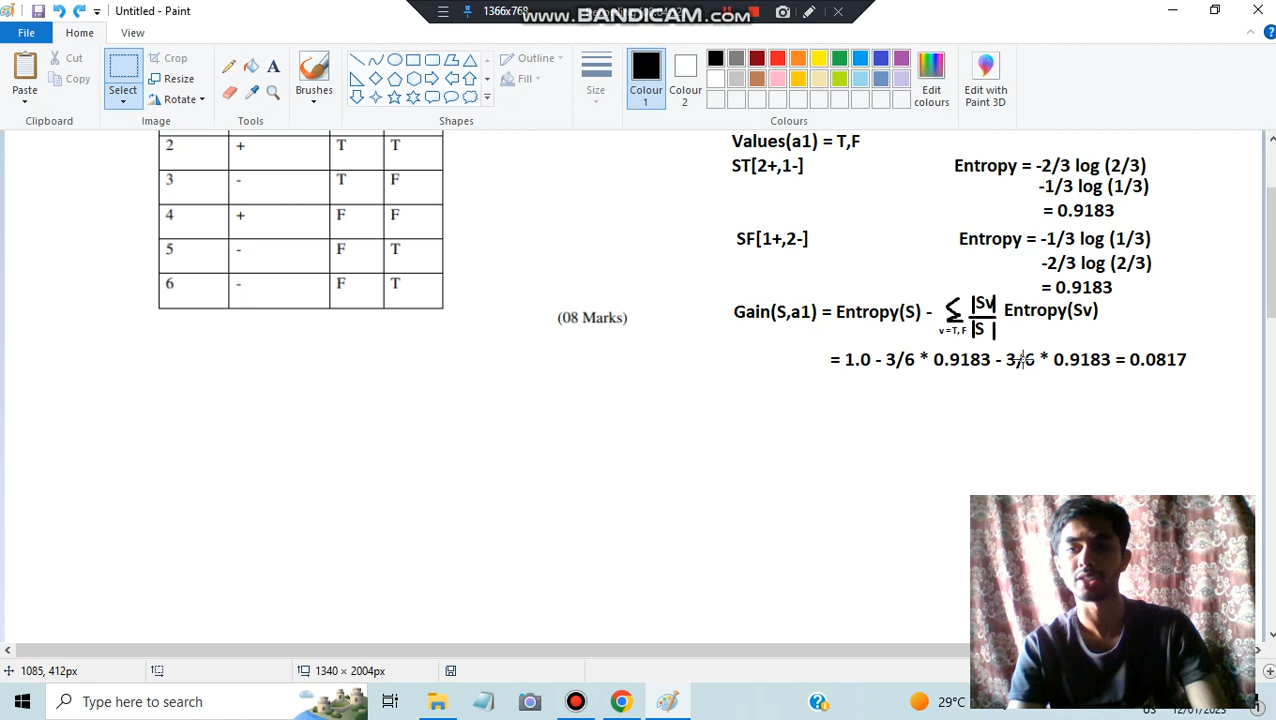 Untitled - Paint
1366x768
www.BANDICAM.com
File
Home
View
Paste
Cut
Copy
Clipboard
Select
Crop
Resize
Rotate
Image
Tools
Brushes
Shapes
Outline
Fill
Size
Colour
1
Colour
2
Edit
colours
Edit with
Paint 3D
Colours
2 + T T
3 - T F
4 + F F
5 - F T
6 - F T
(08 Marks)
Values(a1) = T,F
ST[2+,1-] Entropy = -2/3 log (2/3)
-1/3 log (1/3)
= 0.9183
SF[1+,2-] Entropy = -1/3 log (1/3)
-2/3 log (2/3)
= 0.9183
Gain(S,a1) = Entropy(S) - Σ |Sv| Entropy(Sv)
v=T, F |S |
= 1.0 - 3/6 * 0.9183 - 3/6 * 0.9183 = 0.0817
1085, 412px
1340 × 2004px
Type here to search
29°C